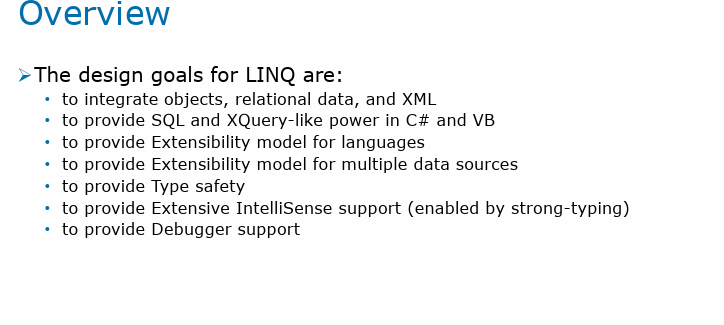 Overview
➢The design goals for LINQ are:
• to integrate objects, relational data, and XML
• to provide SQL and XQuery-like power in C# and VB
• to provide Extensibility model for languages
• to provide Extensibility model for multiple data sources
• to provide Type safety
• to provide Extensive IntelliSense support (enabled by strong-typing)
• to provide Debugger support